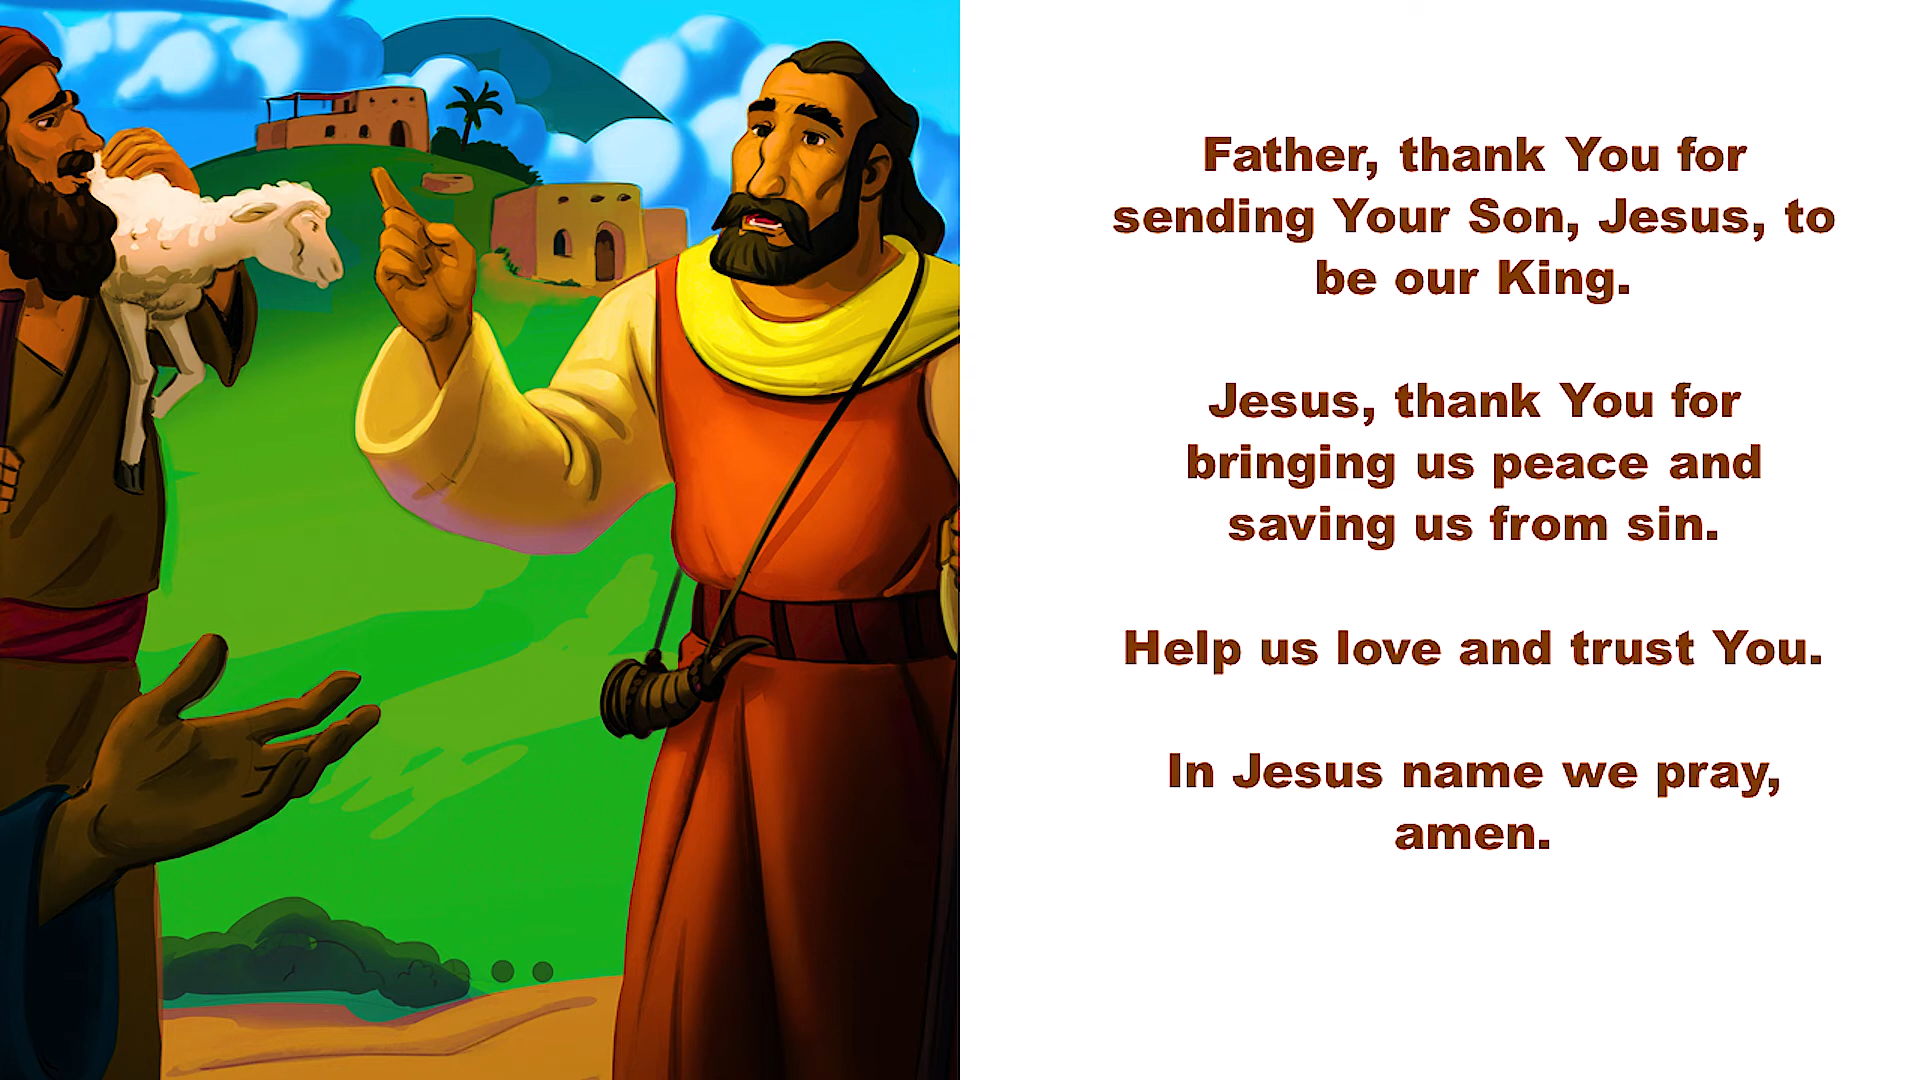 Father, thank You for
sending Your Son, Jesus, to
be our King.
Jesus, thank You for
bringing us peace and
saving us from sin.
Help us love and trust You.
In Jesus name we pray,
amen.